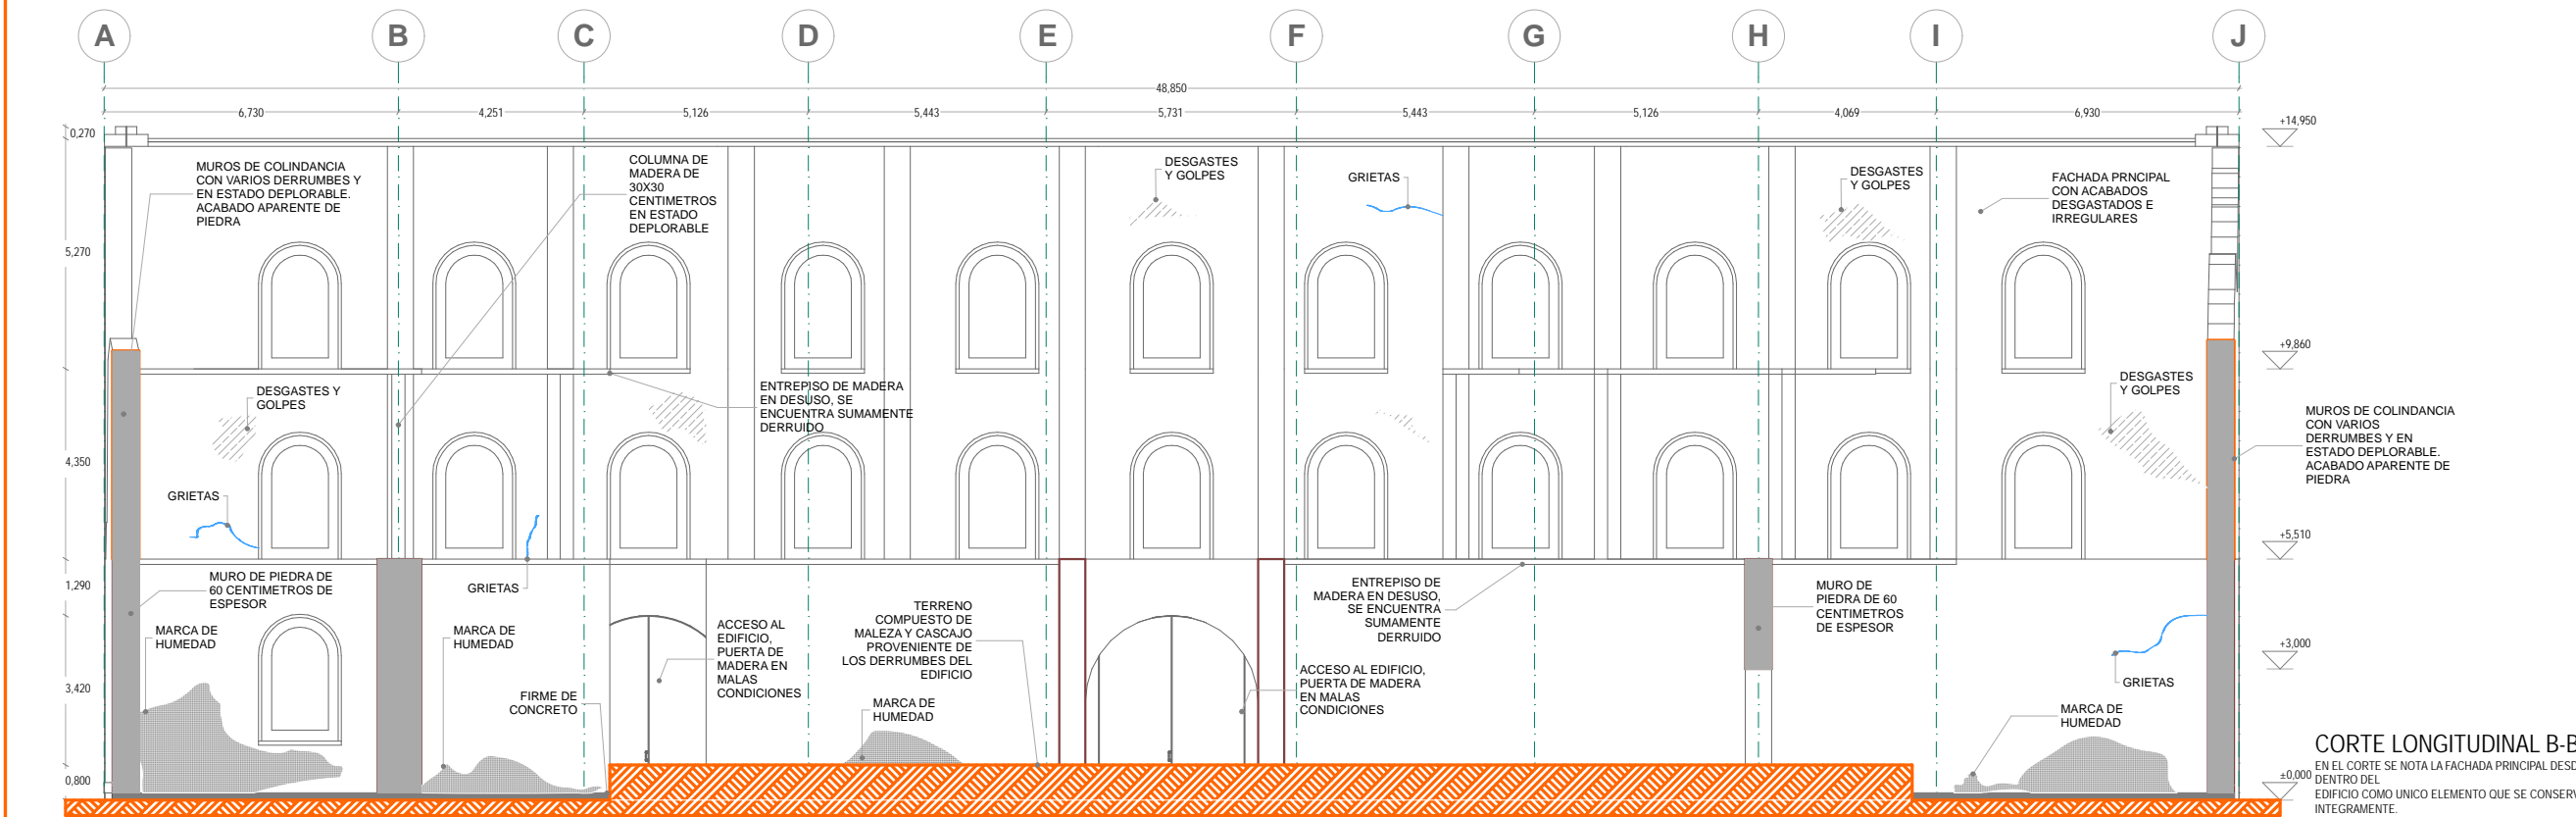 A B C D E F G H I J
48,850
6,730 4,251 5,126 5,443 5,731 5,443 5,126 4,069 6,930
0,270
5,270
4,350
1,290
3,420
0,800
+14,950
+9,860
+5,510
+3,000
±0,000
MUROS DE COLINDANCIA
CON VARIOS DERRUMBES Y
EN ESTADO DEPLORABLE.
ACABADO APARENTE DE
PIEDRA
COLUMNA DE
MADERA DE
30X30
CENTIMETROS
EN ESTADO
DEPLORABLE
DESGASTES
Y GOLPES
GRIETAS
DESGASTES
Y GOLPES
FACHADA PRNCIPAL
CON ACABADOS
DESGASTADOS E
IRREGULARES
DESGASTES Y
GOLPES
ENTREPISO DE MADERA
EN DESUSO, SE
ENCUENTRA SUMAMENTE
DERRUIDO
DESGASTES
Y GOLPES
MUROS DE COLINDANCIA
CON VARIOS
DERRUMBES Y EN
ESTADO DEPLORABLE.
ACABADO APARENTE DE
PIEDRA
GRIETAS
GRIETAS
MURO DE PIEDRA DE
60 CENTIMETROS DE
ESPESOR
MARCA DE
HUMEDAD
MARCA DE
HUMEDAD
FIRME DE
CONCRETO
ACCESO AL
EDIFICIO,
PUERTA DE
MADERA EN
MALAS
CONDICIONES
TERRENO
COMPUESTO DE
MALEZA Y CASCAJO
PROVENIENTE DE
LOS DERRUMBES DEL
EDIFICIO
MARCA DE
HUMEDAD
ENTREPISO DE
MADERA EN DESUSO,
SE ENCUENTRA
SUMAMENTE
DERRUIDO
ACCESO AL EDIFICIO,
PUERTA DE MADERA
EN MALAS
CONDICIONES
MURO DE
PIEDRA DE 60
CENTIMETROS
DE ESPESOR
GRIETAS
MARCA DE
HUMEDAD
CORTE LONGITUDINAL B-B
EN EL CORTE SE NOTA LA FACHADA PRINCIPAL DESD
DENTRO DEL
EDIFICIO COMO UNICO ELEMENTO QUE SE CONSERV
INTEGRAMENTE.